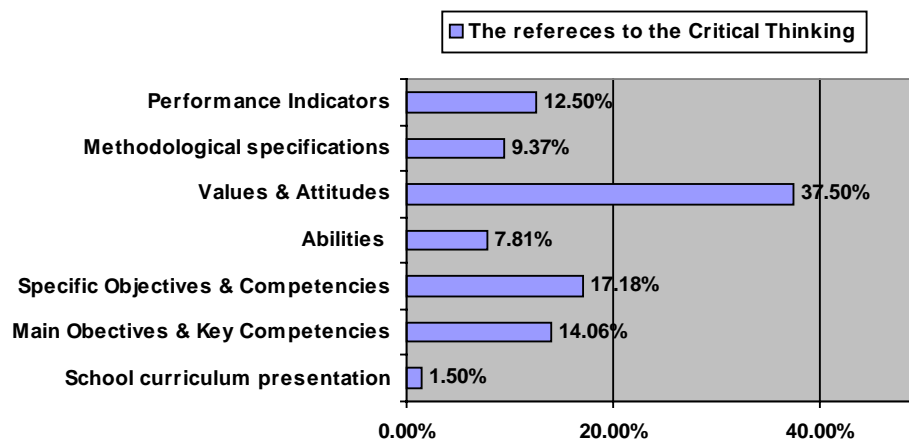 The refereces to the Critical Thinking
Performance Indicators 12.50%
Methodological specifications 9.37%
Values & Attitudes 37.50%
Abilities 7.81%
Specific Objectives & Competencies 17.18%
Main Obectives & Key Competencies 14.06%
School curriculum presentation 1.50%
0.00% 20.00% 40.00%